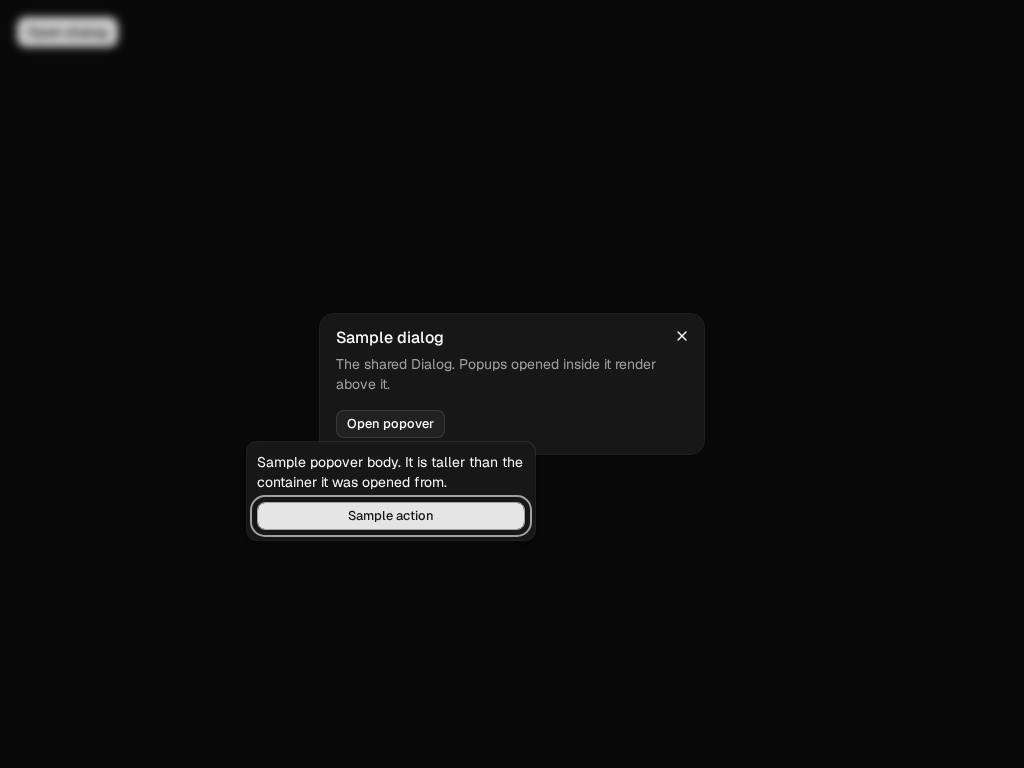 Sample dialog
The shared Dialog. Popups opened inside it render
above it.
Open popover
Sample popover body. It is taller than the
container it was opened from.
Sample action